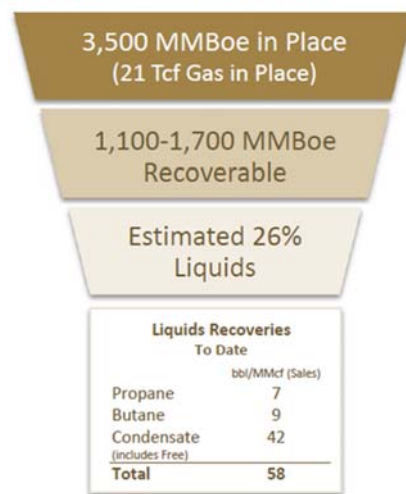 3,500 MMBoe in Place
(21 Tcf Gas in Place)
1,100-1,700 MMBoe
Recoverable
Estimated 26%
Liquids
Liquids Recoveries
To Date
bbl/MMcf (Sales)
Propane 7
Butane 9
Condensate 42
(includes Free)
Total 58